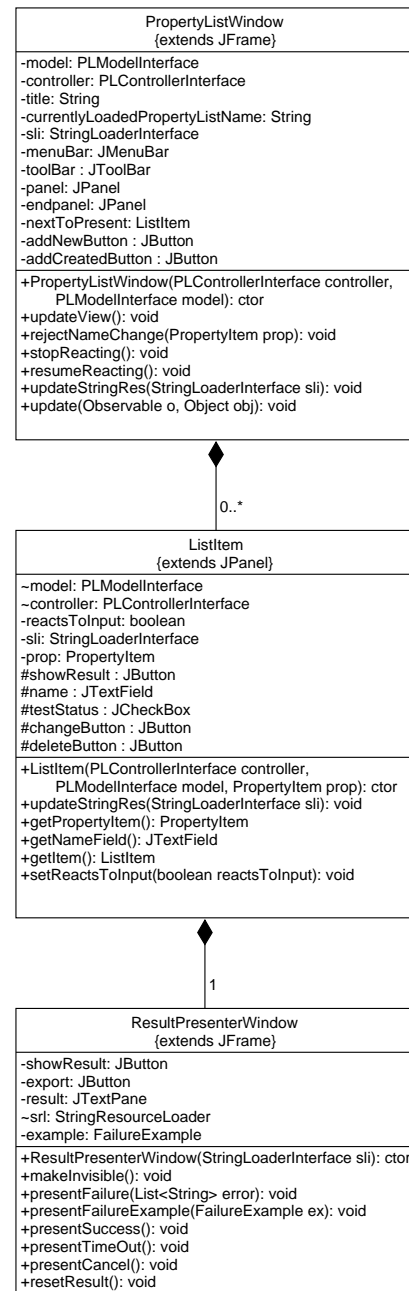 PropertyListWindow
{extends JFrame}
-model: PLModelInterface
-controller: PLControllerInterface
-title: String
-currentlyLoadedPropertyListName: String
-sli: StringLoaderInterface
-menuBar: JMenuBar
-toolBar : JToolBar
-panel: JPanel
-endpanel: JPanel
-nextToPresent: ListItem
-addNewButton : JButton
-addCreatedButton : JButton
+PropertyListWindow(PLControllerInterface controller,
PLModelInterface model): ctor
+updateView(): void
+rejectNameChange(PropertyItem prop): void
+stopReacting(): void
+resumeReacting(): void
+updateStringRes(StringLoaderInterface sli): void
+update(Observable o, Object obj): void
0..*
ListItem
{extends JPanel}
~model: PLModelInterface
~controller: PLControllerInterface
-reactsToInput: boolean
-sli: StringLoaderInterface
-prop: PropertyItem
#showResult : JButton
#name : JTextField
#testStatus : JCheckBox
#changeButton : JButton
#deleteButton : JButton
+ListItem(PLControllerInterface controller,
PLModelInterface model, PropertyItem prop): ctor
+updateStringRes(StringLoaderInterface sli): void
+getPropertyItem(): PropertyItem
+getNameField(): JTextField
+getItem(): ListItem
+setReactsToInput(boolean reactsToInput): void
1
ResultPresenterWindow
{extends JFrame}
-showResult: JButton
-export: JButton
-result: JTextPane
~srl: StringResourceLoader
-example: FailureExample
+ResultPresenterWindow(StringLoaderInterface sli): ctor
+makeInvisible(): void
+presentFailure(List<String> error): void
+presentFailureExample(FailureExample ex): void
+presentSuccess(): void
+presentTimeOut(): void
+presentCancel(): void
+resetResult(): void